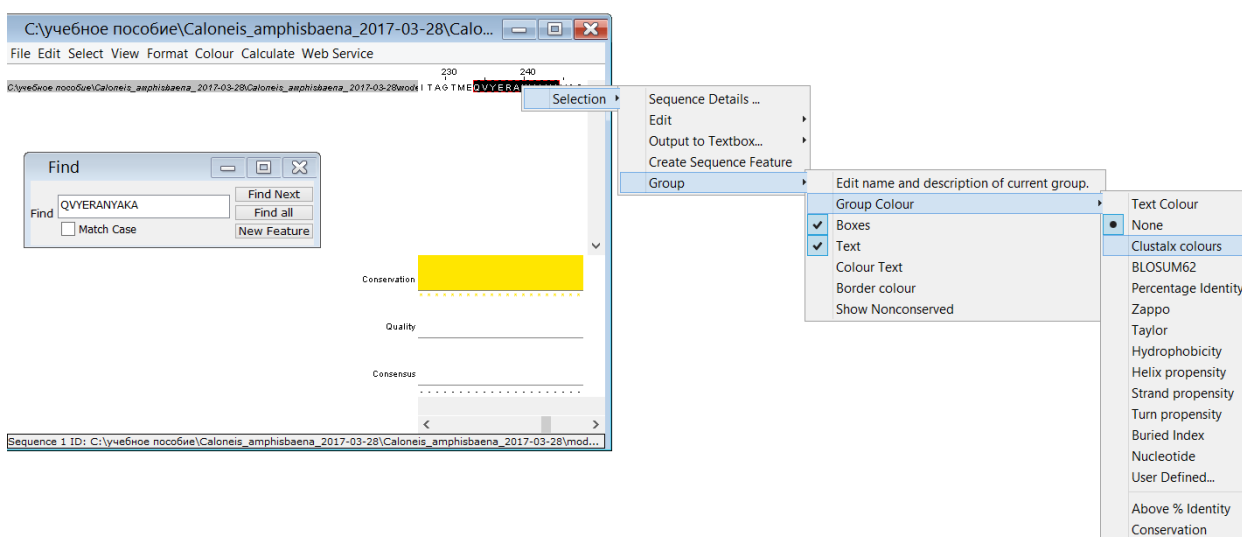 C:\учебное пособие\Caloneis_amphisbaena_2017-03-28\Calo...
File Edit Select View Format Colour Calculate Web Service
230 240
C:\учебное пособие\Caloneis_amphisbaena_2017-03-28\Caloneis_amphisbaena_2017-03-28\mode I TAGTMEQVYERA
Selection
Sequence Details ...
Edit
Output to Textbox...
Create Sequence Feature
Group
Edit name and description of current group.
Group Colour
Boxes
Text
Colour Text
Border colour
Show Nonconserved
Text Colour
None
Clustalx colours
BLOSUM62
Percentage Identity
Zappo
Taylor
Hydrophobicity
Helix propensity
Strand propensity
Turn propensity
Buried Index
Nucleotide
User Defined...
Above % Identity
Conservation
Find
Find QVYERANYAKA
Match Case
Find Next
Find all
New Feature
Conservation
Quality
Consensus
Sequence 1 ID: C:\учебное пособие\Caloneis_amphisbaena_2017-03-28\Caloneis_amphisbaena_2017-03-28\mod...